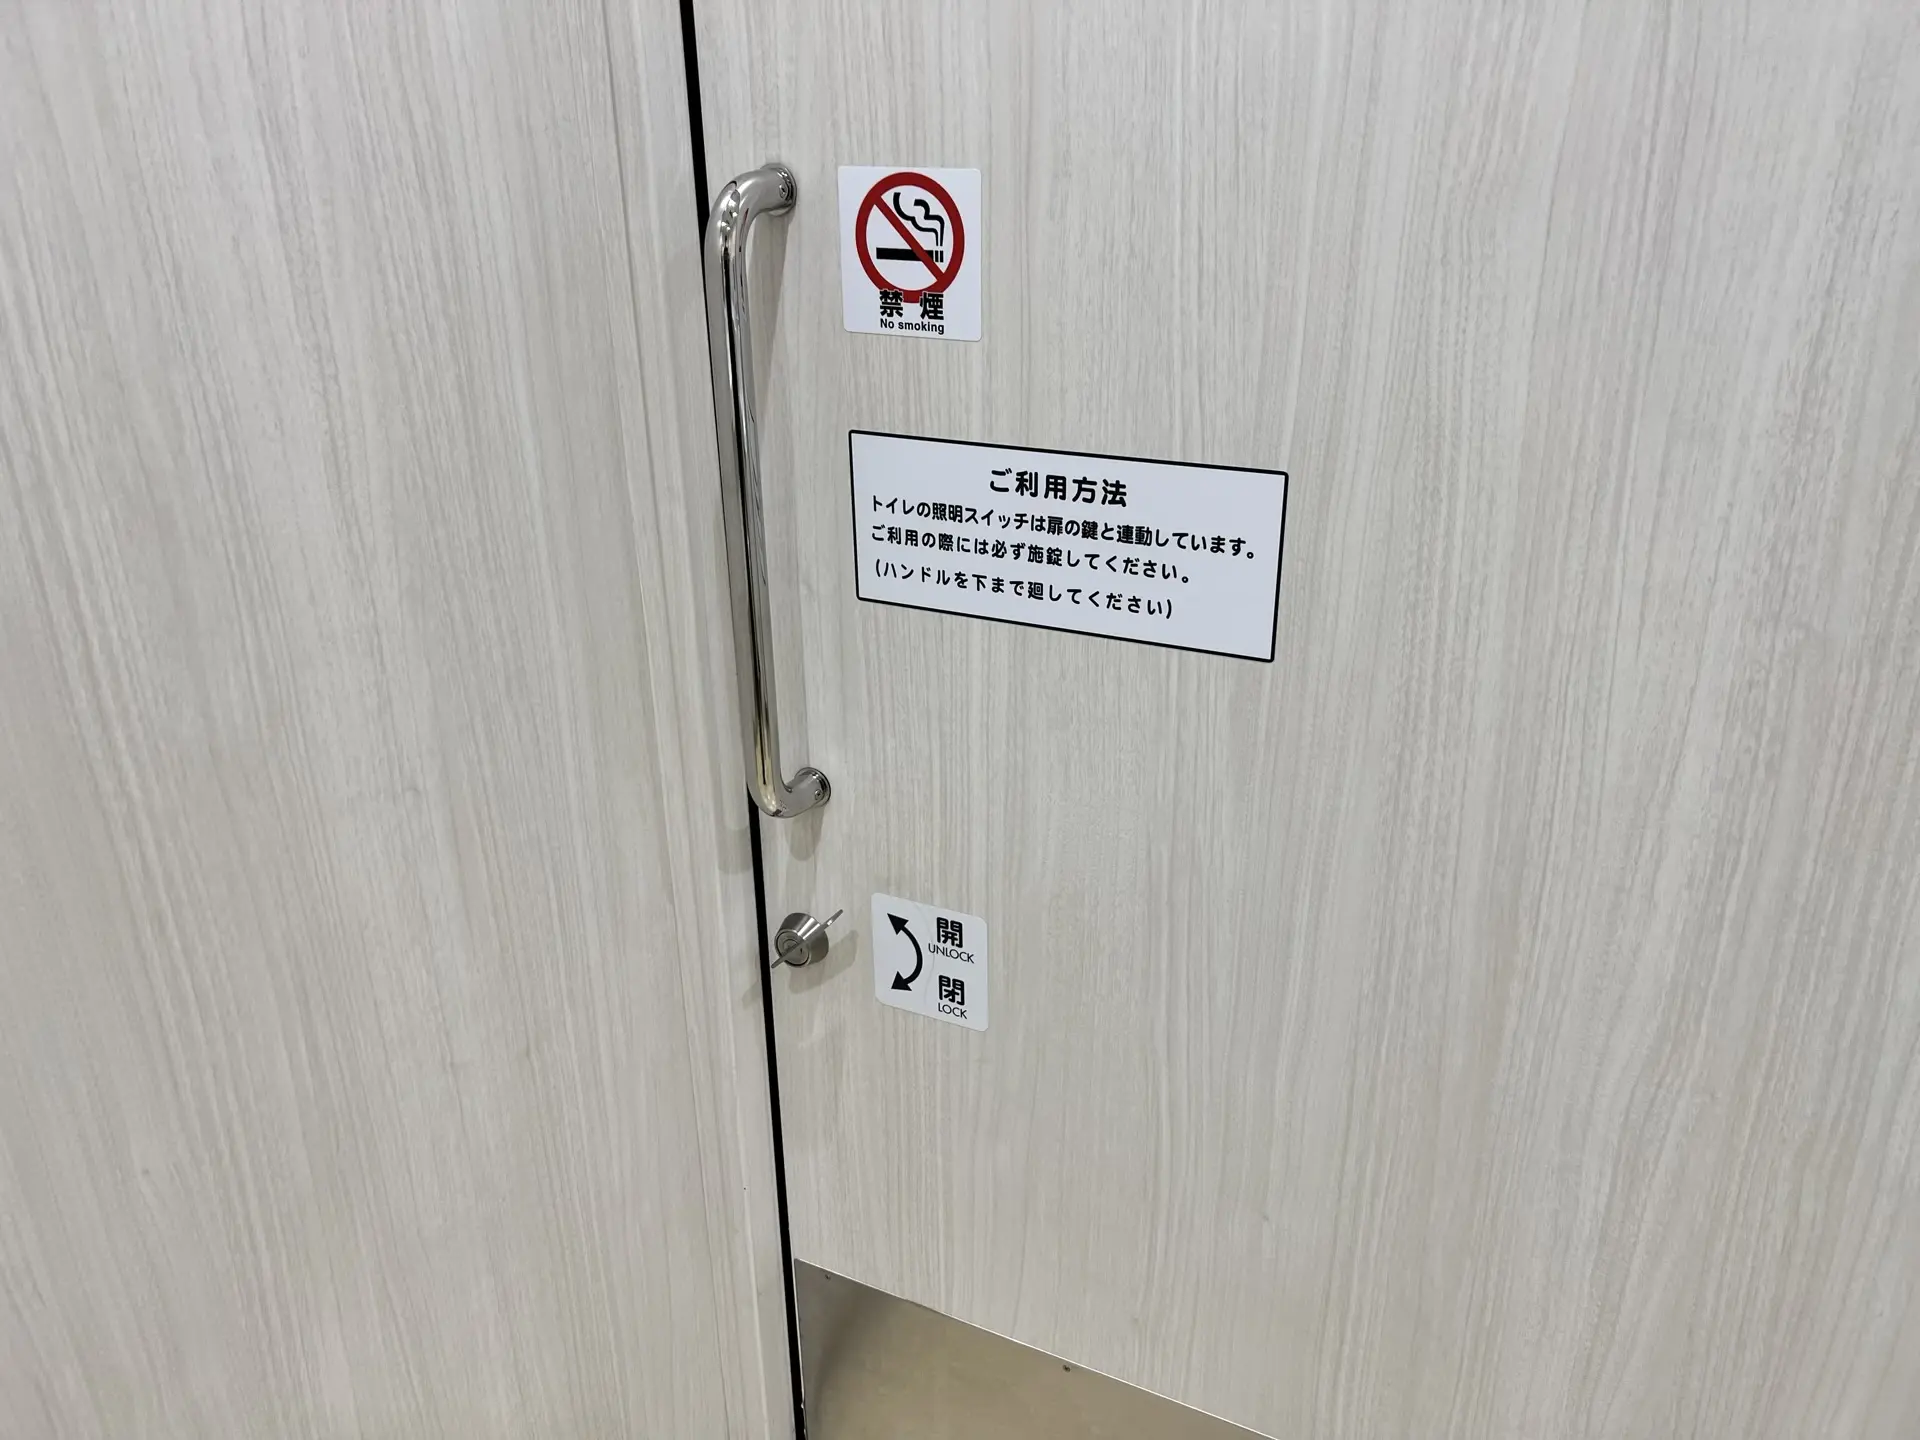 禁煙
No smoking
ご利用方法
トイレの照明スイッチは扉の鍵と連動しています。
ご利用の際には必ず施錠してください。
(ハンドルを下まで廻してください)
開
UNLOCK
閉
LOCK